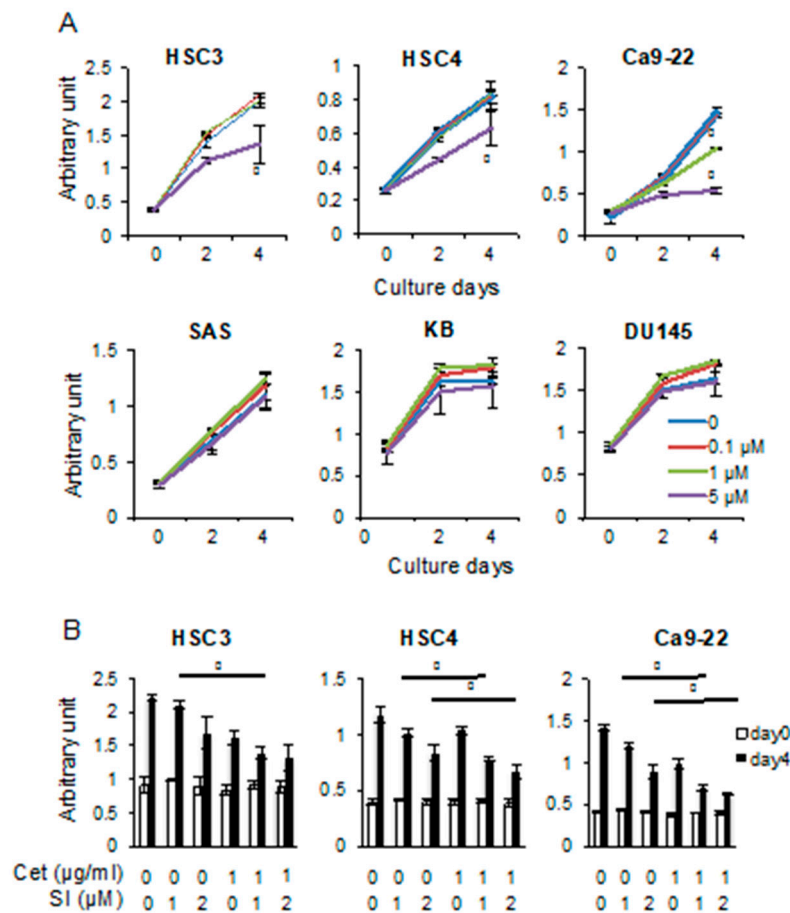 A
HSC3
HSC4
Ca9-22
Arbitrary unit
2.5
2
1.5
1
0.5
0
0 2 4
1
0.8
0.6
0.4
0.2
0
0 2 4
2
1.5
1
0.5
0
0 2 4
Culture days
SAS
KB
DU145
Arbitrary unit
1.5
1
0.5
0
0 2 4
2
1.5
1
0.5
0
0 2 4
2
1.5
1
0.5
0
0 2 4
0
0.1 µM
1 µM
5 µM
Culture days
B
HSC3
HSC4
Ca9-22
Arbitrary unit
2.5
2
1.5
1
0.5
0
1.5
1
0.5
0
2
1.5
1
0.5
0
day0
day4
Cet (µg/ml) 0 0 0 1 1 1 0 0 0 1 1 1 0 0 0 1 1 1
SI (µM) 0 1 2 0 1 2 0 1 2 0 1 2 0 1 2 0 1 2